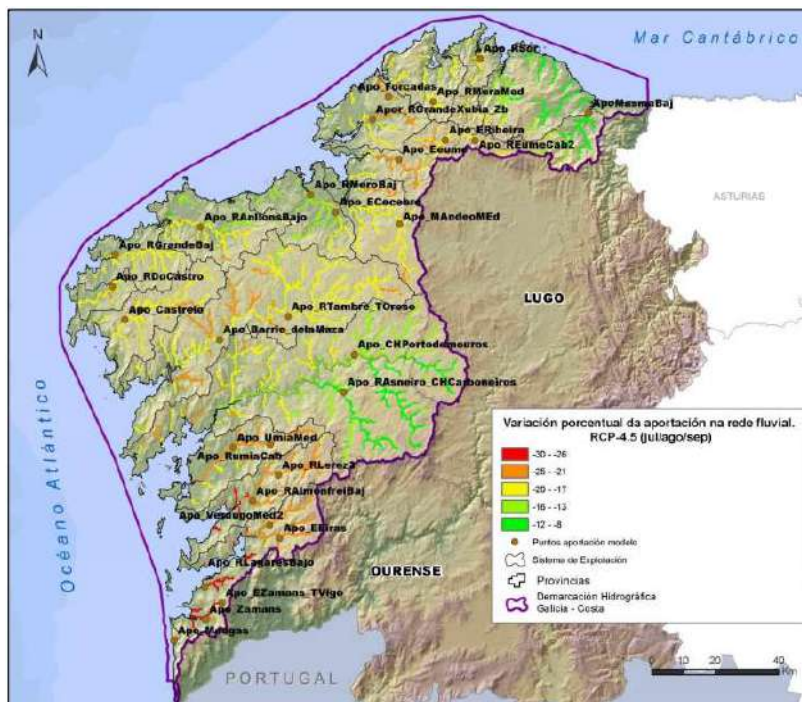 Mar Cantábrico
N
Apo_RSor
Apo_Forcadas
Apo_RMeraMed
ApoMasmaBaj
Apor_RGrandeXubia_Zb
Apo_ERibeira
Apo_Eeume
Apo_REumeCab2
Apo_RMeroBaj
ASTURIAS
Apo_ECecebre
Apo_RAnllonsBajo
Apo_MAndeoMEd
Apo_RGrandeBaj
Apo_RDoCastro
LUGO
Apo_Castrelo
Apo_RTambre_TOroso
Apo_Barrie_delaMaza
Apo_CHPortodemouros
Apo_RAsneiro_CHCarboneiros
Océano Atlántico
Variación porcentual da aportación na rede fluvial.
RCP-4.5 (jul/ago/sep)
-30 - -26
-25 - -21
-20 - -17
-16 - -13
-12 - -8
Puntos aportación modelo
Sistema de Explotación
Provincias
Demarcación Hidrográfica
Galicia - Costa
Apo_UmiaMed
Apo_RumiaCab
Apo_RLerez3
Apo_RAlmonfreiBaj
Apo_VerdugoMed2
Apo_EEiras
OURENSE
Apo_RLagaresBajo
Apo_EZamans_TVigo
Apo_Zamans
Apo_Mougas
PORTUGAL
0 10 20 40
Km